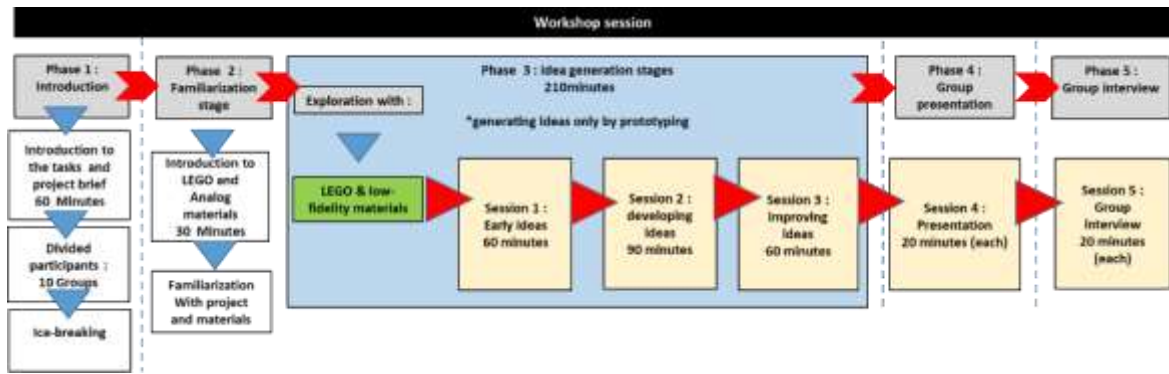 Workshop session
Phase 1 :
Introduction
Introduction to
the tasks and
project brief
60 Minutes
Divided
participants :
10 Groups
Ice-breaking
Phase 2 :
Familiarization
stage
Introduction to
LEGO and
Analog
materials
30 Minutes
Familiarization
With project
and materials
Phase 3 : Idea generation stages
210minutes
Exploration with :
*generating ideas only by prototyping
LEGO & low-
fidelity materials
Session 1 :
Early ideas
60 minutes
Session 2 :
developing
ideas
90 minutes
Session 3 :
Improving
ideas
60 minutes
Phase 4 :
Group
presentation
Session 4 :
Presentation
20 minutes (each)
Phase 5 :
Group interview
Session 5 :
Group
Interview
20 minutes
(each)